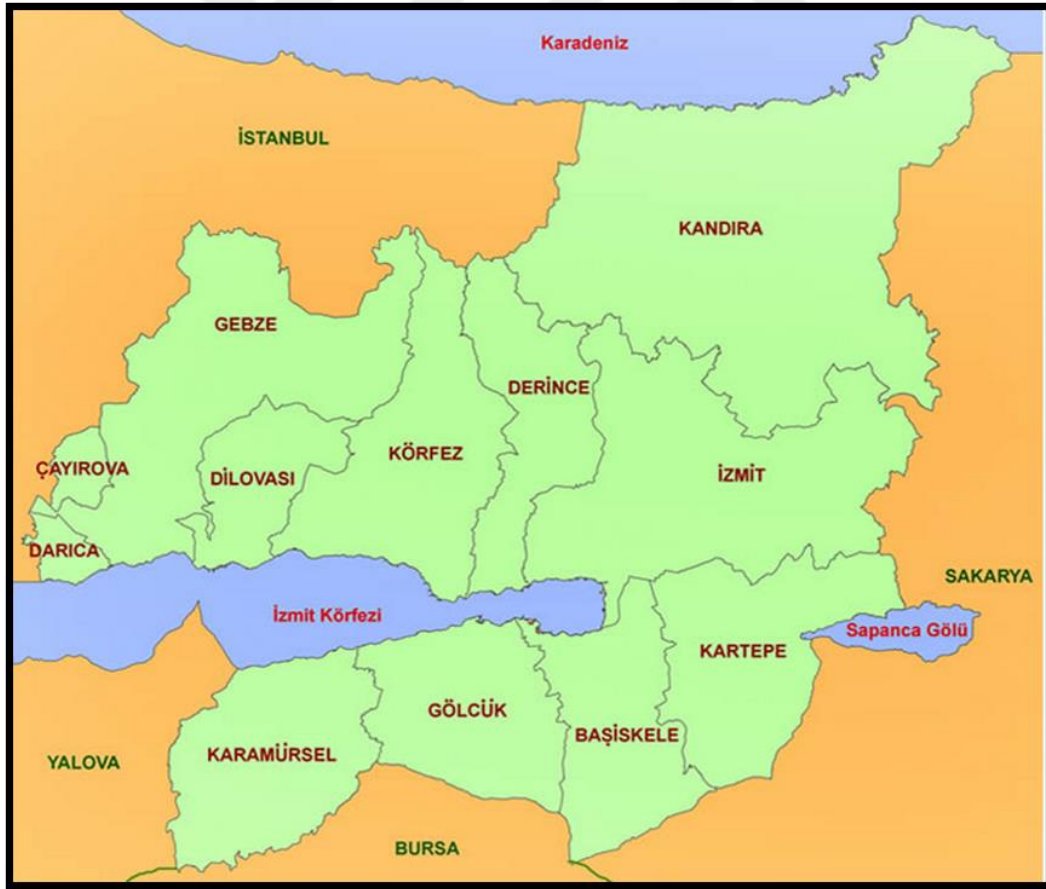 Karadeniz
İSTANBUL
KANDIRA
GEBZE
DERİNCE
KÖRFEZ
ÇAYIROVA
DİLOVASI
İZMİT
DARICA
SAKARYA
İzmit Körfezi
Sapanca Gölü
KARTEPE
GÖLCÜK
BAŞİSKELE
KARAMÜRSEL
YALOVA
BURSA